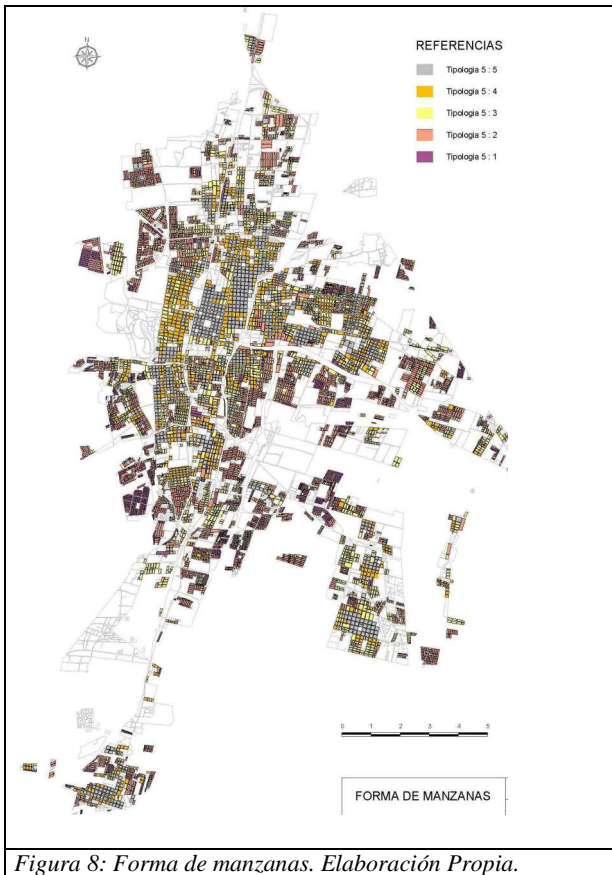 N
REFERENCIAS
Tipologia 5 : 5
Tipologia 5 : 4
Tipologia 5 : 3
Tipologia 5 : 2
Tipologia 5 : 1
0 1 2 3 4 5
FORMA DE MANZANAS
Figura 8: Forma de manzanas. Elaboración Propia.